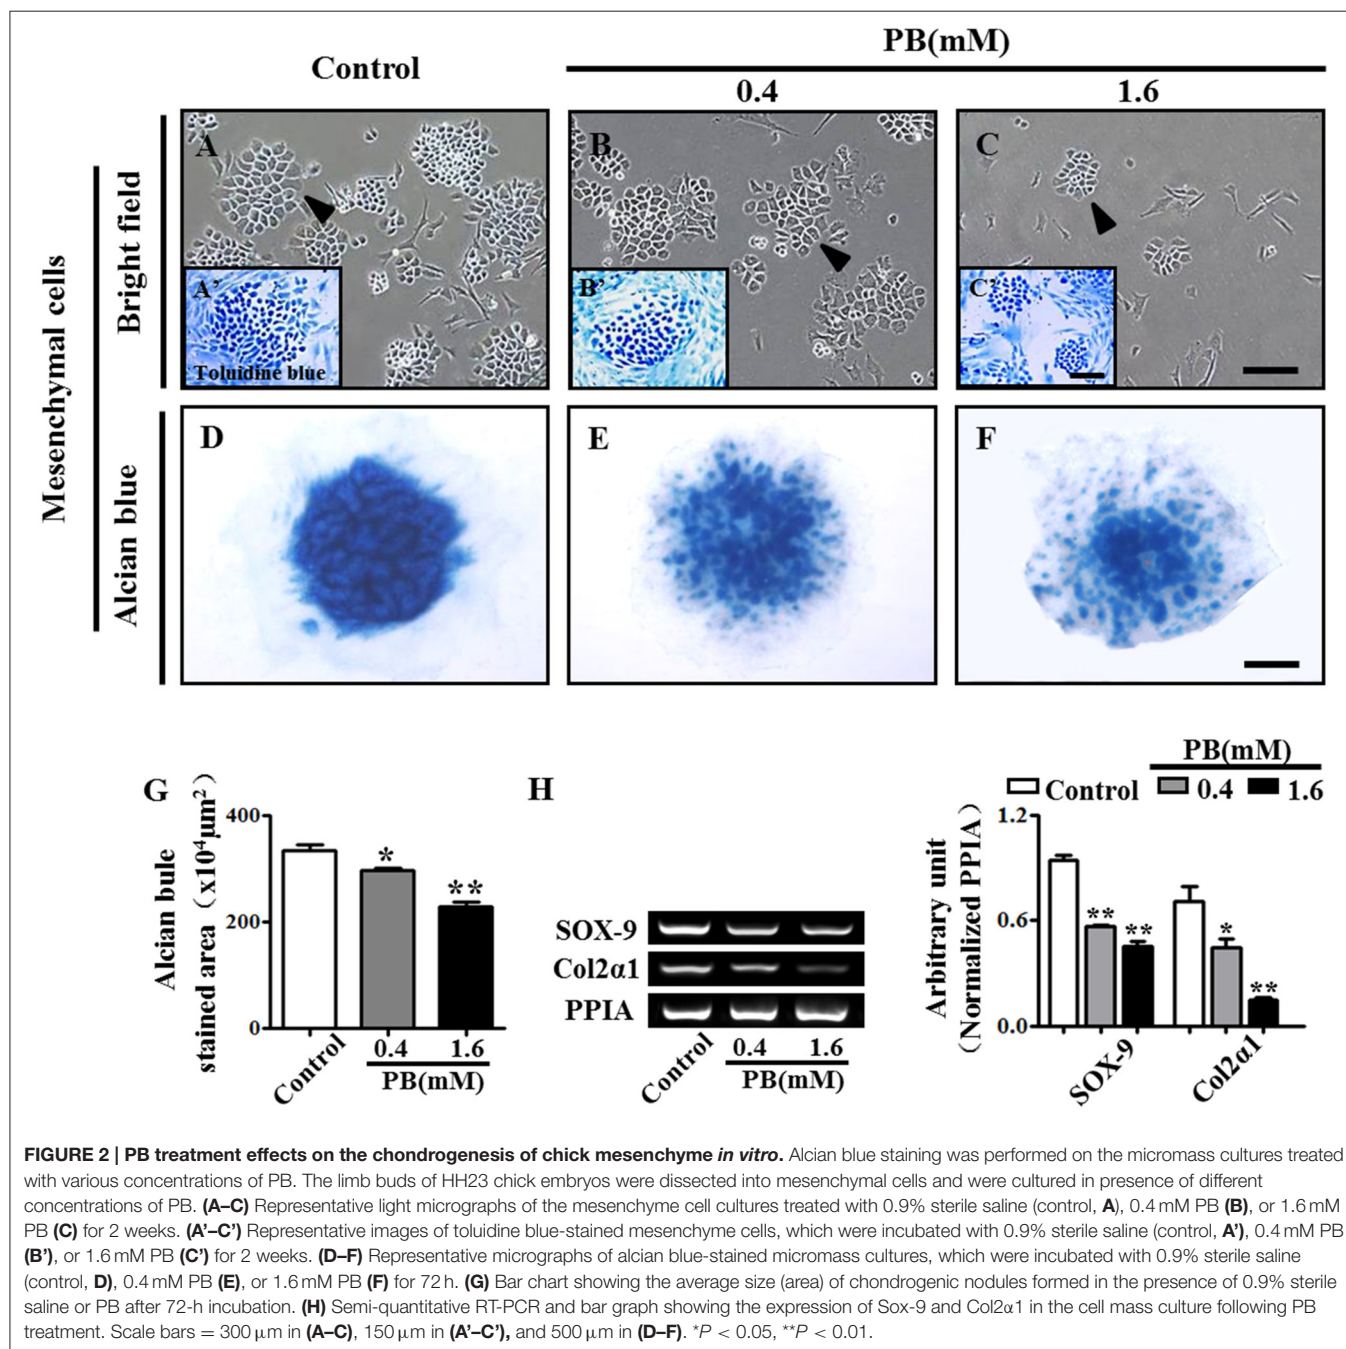 Control
PB(mM)
0.4
1.6
Mesenchymal cells
Bright field
Alcian blue
A
B
C
A’
Toluidine blue
B’
C’
D
E
F
G
Alcian bule
stained area (x10⁴μm²)
400
200
0
*
**
Control
0.4
1.6
PB(mM)
H
SOX-9
Col2α1
PPIA
Control
0.4
1.6
PB(mM)
PB(mM)
Control
0.4
1.6
Arbitrary unit
(Normalized PPIA)
1.2
0.6
0.0
**
**
*
**
SOX-9
Col2α1
FIGURE 2 | PB treatment effects on the chondrogenesis of chick mesenchyme in vitro. Alcian blue staining was performed on the micromass cultures treated
with various concentrations of PB. The limb buds of HH23 chick embryos were dissected into mesenchymal cells and were cultured in presence of different
concentrations of PB. (A–C) Representative light micrographs of the mesenchyme cell cultures treated with 0.9% sterile saline (control, A), 0.4 mM PB (B), or 1.6 mM
PB (C) for 2 weeks. (A’–C’) Representative images of toluidine blue-stained mesenchyme cells, which were incubated with 0.9% sterile saline (control, A’), 0.4 mM PB
(B’), or 1.6 mM PB (C’) for 2 weeks. (D–F) Representative micrographs of alcian blue-stained micromass cultures, which were incubated with 0.9% sterile saline
(control, D), 0.4 mM PB (E), or 1.6 mM PB (F) for 72 h. (G) Bar chart showing the average size (area) of chondrogenic nodules formed in the presence of 0.9% sterile
saline or PB after 72-h incubation. (H) Semi-quantitative RT-PCR and bar graph showing the expression of Sox-9 and Col2α1 in the cell mass culture following PB
treatment. Scale bars = 300 μm in (A–C), 150 μm in (A’–C’), and 500 μm in (D–F). *P < 0.05, **P < 0.01.